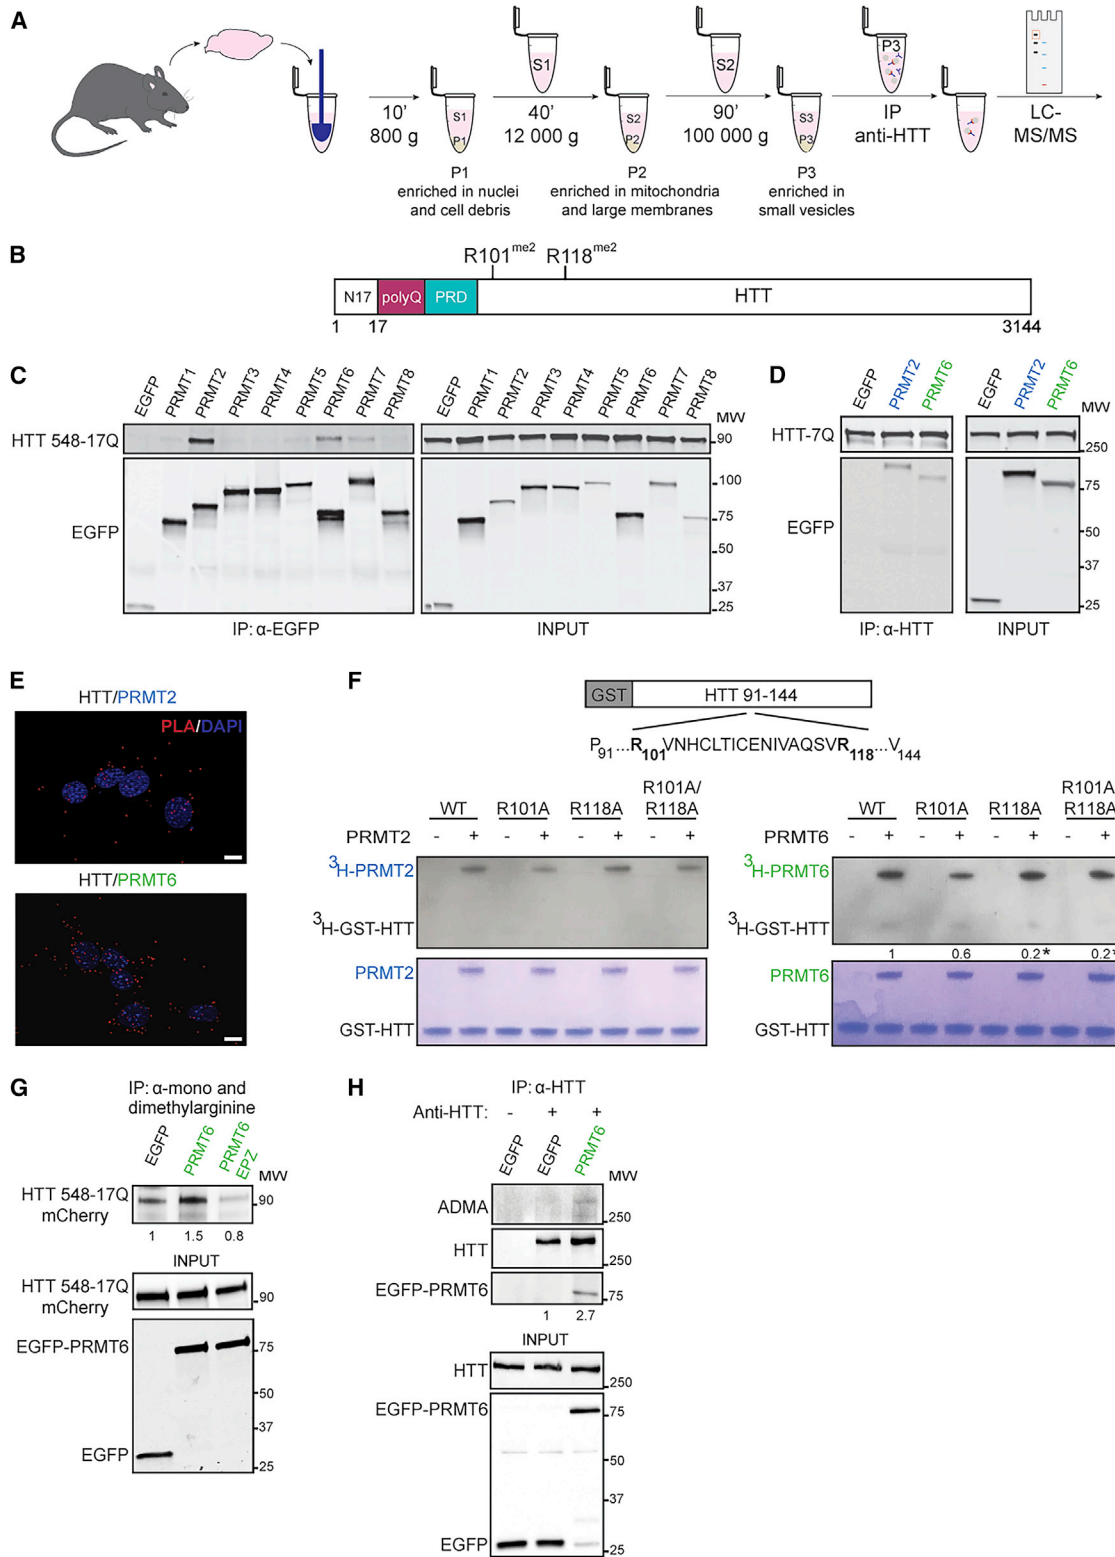 A
S1
S2
P3
10'
800 g
S1
P1
40'
12 000 g
S2
P2
90'
100 000 g
S3
P3
IP
anti-HTT
LC-
MS/MS
P1
enriched in nuclei
and cell debris
P2
enriched in mitochondria
and large membranes
P3
enriched in
small vesicles
B
R101me2 R118me2
N17 polyQ PRD HTT
1 17 3144
C
EGFP PRMT1 PRMT2 PRMT3 PRMT4 PRMT5 PRMT6 PRMT7 PRMT8 EGFP PRMT1 PRMT2 PRMT3 PRMT4 PRMT5 PRMT6 PRMT7 PRMT8
MW
HTT 548-17Q
90
EGFP
100
75
50
37
25
IP: α-EGFP INPUT
D
EGFP PRMT2 PRMT6 EGFP PRMT2 PRMT6
MW
HTT-7Q
250
EGFP
75
50
37
25
IP: α-HTT INPUT
E
HTT/PRMT2
PLA/DAPI
HTT/PRMT6
F
GST HTT 91-144
P91...R101VNHCLTICENIVAQSVR118...V144
WT R101A R118A R101A/
R118A
PRMT2 - + - + - + - +
3H-PRMT2
3H-GST-HTT
PRMT2
GST-HTT
WT R101A R118A R101A/
R118A
PRMT6 - + - + - + - +
3H-PRMT6
3H-GST-HTT
1 0.6 0.2* 0.2*
PRMT6
GST-HTT
G
IP: α-mono and
dimethylarginine
EGFP PRMT6 PRMT6
EPZ
MW
HTT 548-17Q
mCherry
90
1 1.5 0.8
INPUT
HTT 548-17Q
mCherry
90
EGFP-PRMT6
75
50
37
EGFP
25
H
IP: α-HTT
Anti-HTT: - + +
EGFP EGFP PRMT6
MW
ADMA
250
HTT
250
EGFP-PRMT6
75
1 2.7
INPUT
HTT
250
EGFP-PRMT6
75
50
37
EGFP
25